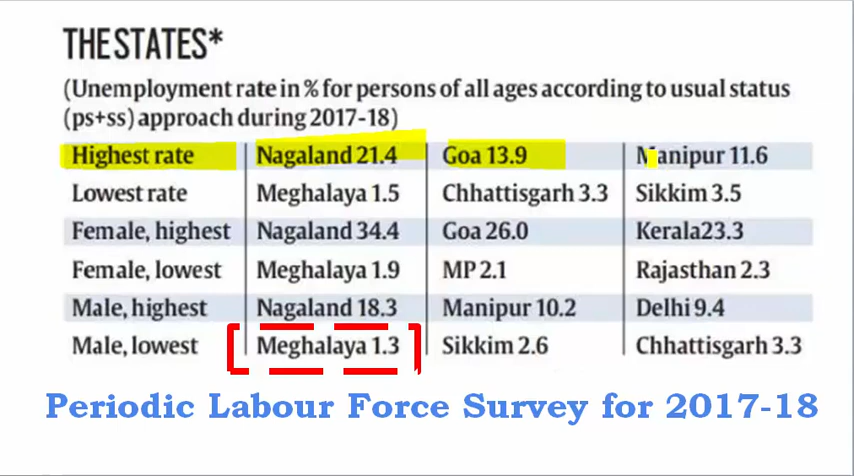 THE STATES*
(Unemployment rate in % for persons of all ages according to usual status
(ps+ss) approach during 2017-18)
Highest rate Nagaland 21.4 Goa 13.9 Manipur 11.6
Lowest rate Meghalaya 1.5 Chhattisgarh 3.3 Sikkim 3.5
Female, highest Nagaland 34.4 Goa 26.0 Kerala23.3
Female, lowest Meghalaya 1.9 MP 2.1 Rajasthan 2.3
Male, highest Nagaland 18.3 Manipur 10.2 Delhi 9.4
Male, lowest Meghalaya 1.3 Sikkim 2.6 Chhattisgarh 3.3
Periodic Labour Force Survey for 2017-18